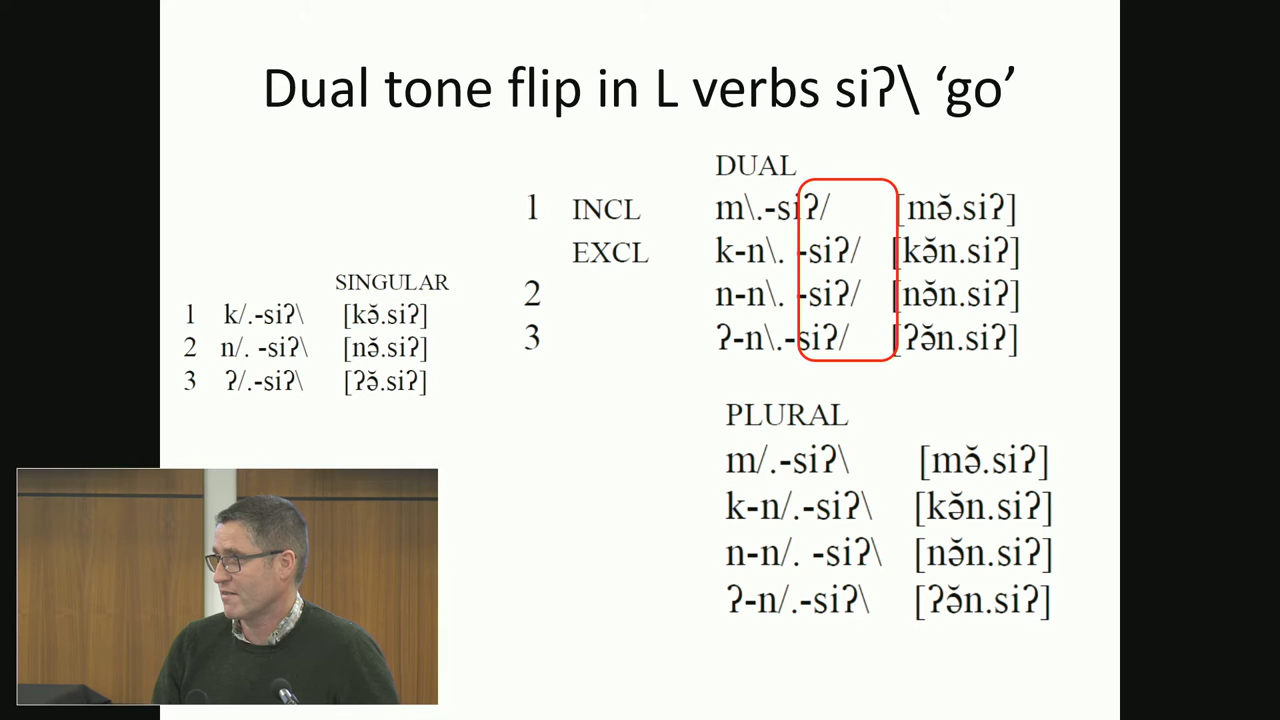 Dual tone flip in L verbs siʔ\ ‘go’
SINGULAR
1 k/.-siʔ\ [kə̌.siʔ]
2 n/. -siʔ\ [nə̌.siʔ]
3 ʔ/.-siʔ\ [ʔə̌.siʔ]
DUAL
1 INCL m\.-siʔ/ [mə̌.siʔ]
EXCL k-n\. -siʔ/ [kə̌n.siʔ]
2 n-n\. -siʔ/ [nə̌n.siʔ]
3 ʔ-n\.-siʔ/ [ʔə̌n.siʔ]
PLURAL
m/.-siʔ\ [mə̌.siʔ]
k-n/.-siʔ\ [kə̌n.siʔ]
n-n/. -siʔ\ [nə̌n.siʔ]
ʔ-n/.-siʔ\ [ʔə̌n.siʔ]